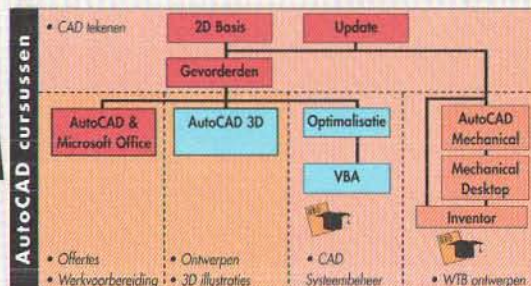 AutoCAD cursussen
• CAD tekenen
2D Basis
Update
Gevorderden
AutoCAD &
Microsoft Office
AutoCAD 3D
Optimalisatie
VBA
AutoCAD
Mechanical
Mechanical
Desktop
Inventor
• Offertes
• Werkvoorbereiding
• Ontwerpen
• 3D illustraties
• CAD
Systeembeheer
• WTB ontwerpen